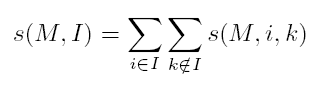 s(M, I) = ∑_{i∈I} ∑_{k∉I} s(M, i, k)